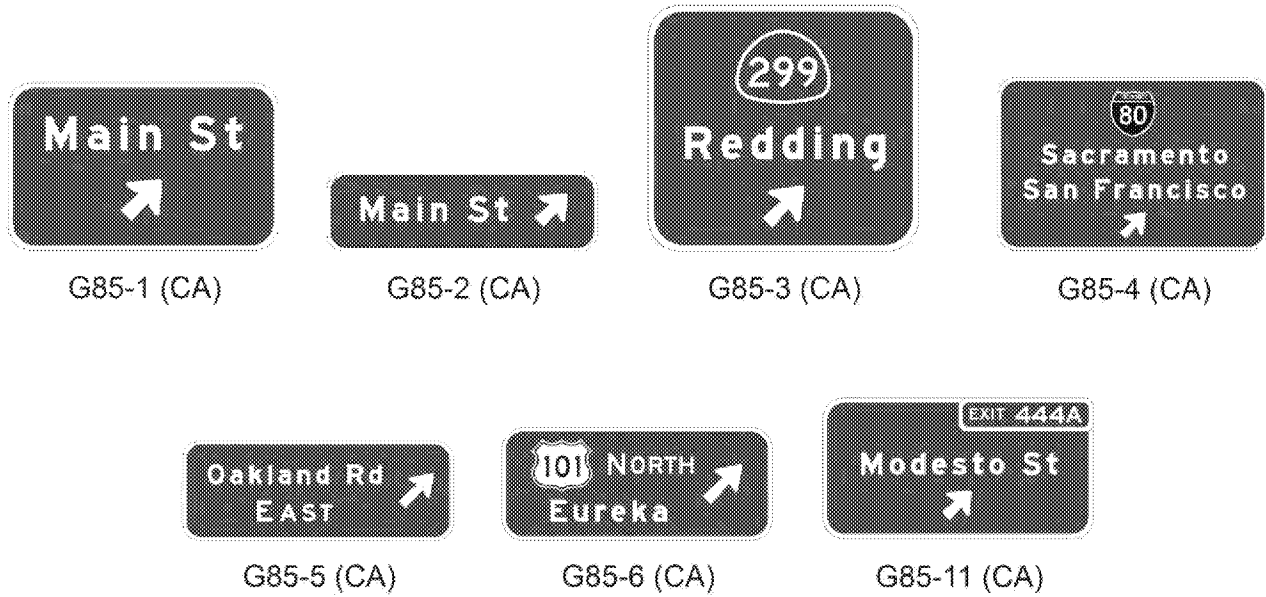 Main St
G85-1 (CA)
Main St
G85-2 (CA)
299
Redding
G85-3 (CA)
80
Sacramento
San Francisco
G85-4 (CA)
Oakland Rd
EAST
G85-5 (CA)
101 NORTH
Eureka
G85-6 (CA)
EXIT 444A
Modesto St
G85-11 (CA)